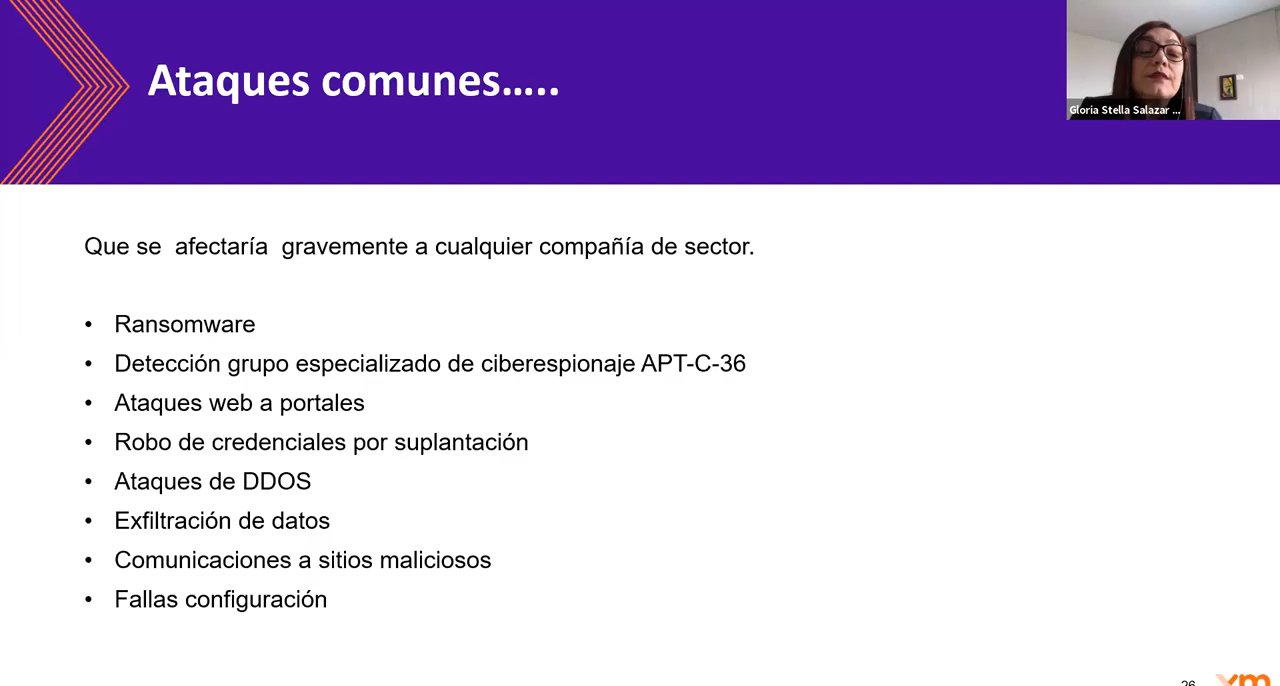 Ataques comunes.....
Gloria Stella Salazar ...
Que se  afectaría  gravemente a cualquier compañía de sector.
• Ransomware
• Detección grupo especializado de ciberespionaje APT-C-36
• Ataques web a portales
• Robo de credenciales por suplantación
• Ataques de DDOS
• Exfiltración de datos
• Comunicaciones a sitios maliciosos
• Fallas configuración
26
xm